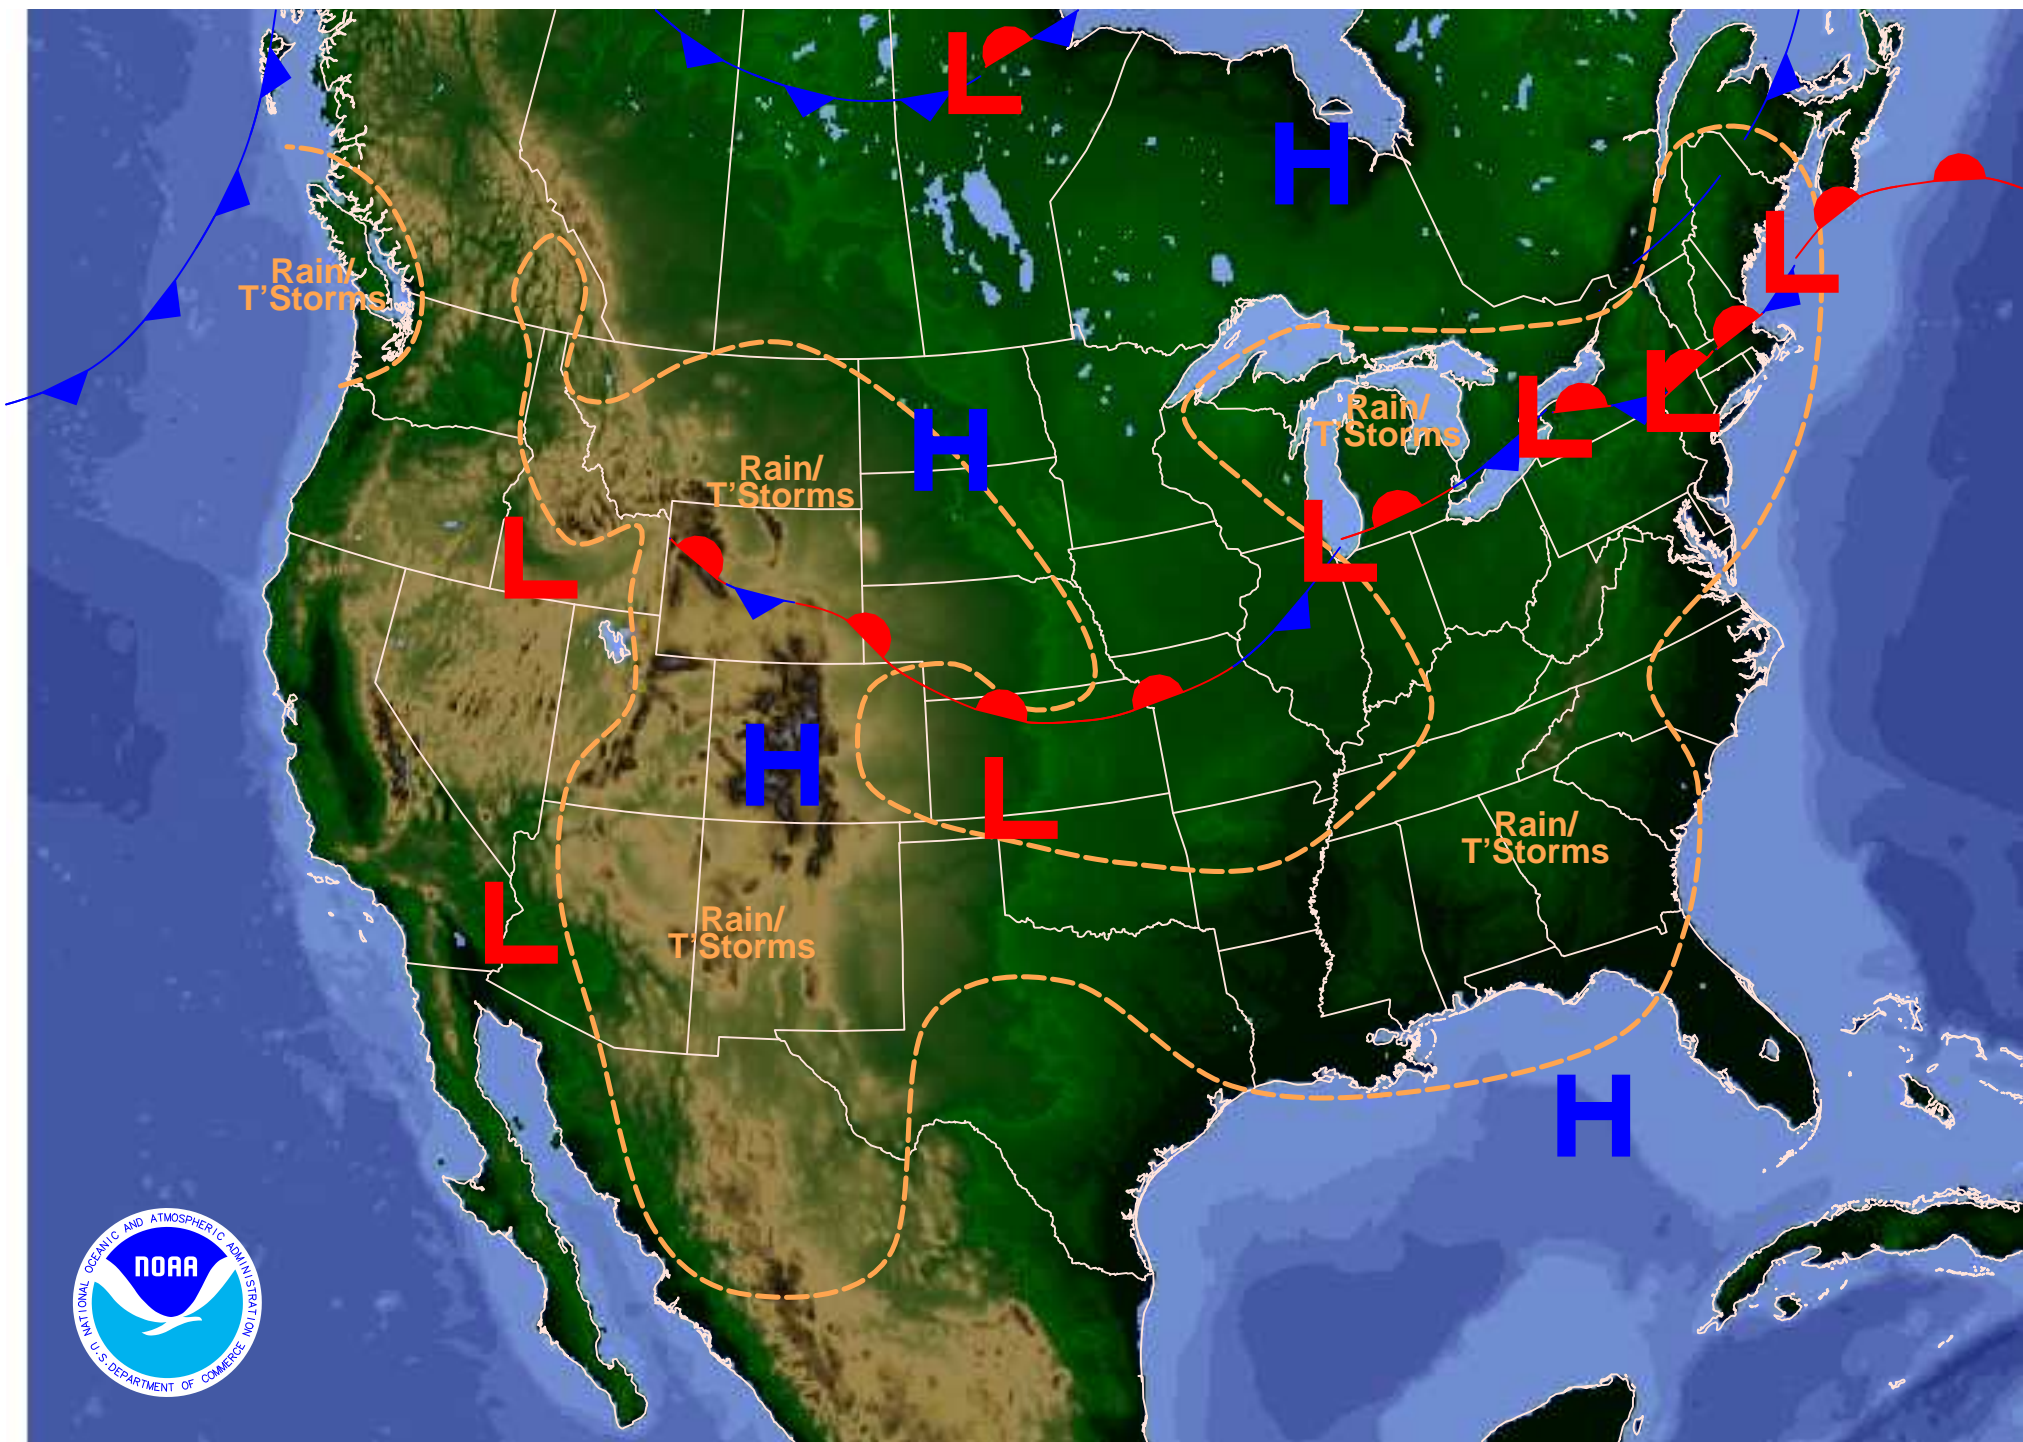 L
H
Rain/
T'Storms
L
Rain/
T'Storms
L
L
H
Rain/
T'Storms
L
L
H
L
Rain/
T'Storms
L
Rain/
T'Storms
H
NOAA
NATIONAL OCEANIC AND ATMOSPHERIC ADMINISTRATION
U.S. DEPARTMENT OF COMMERCE